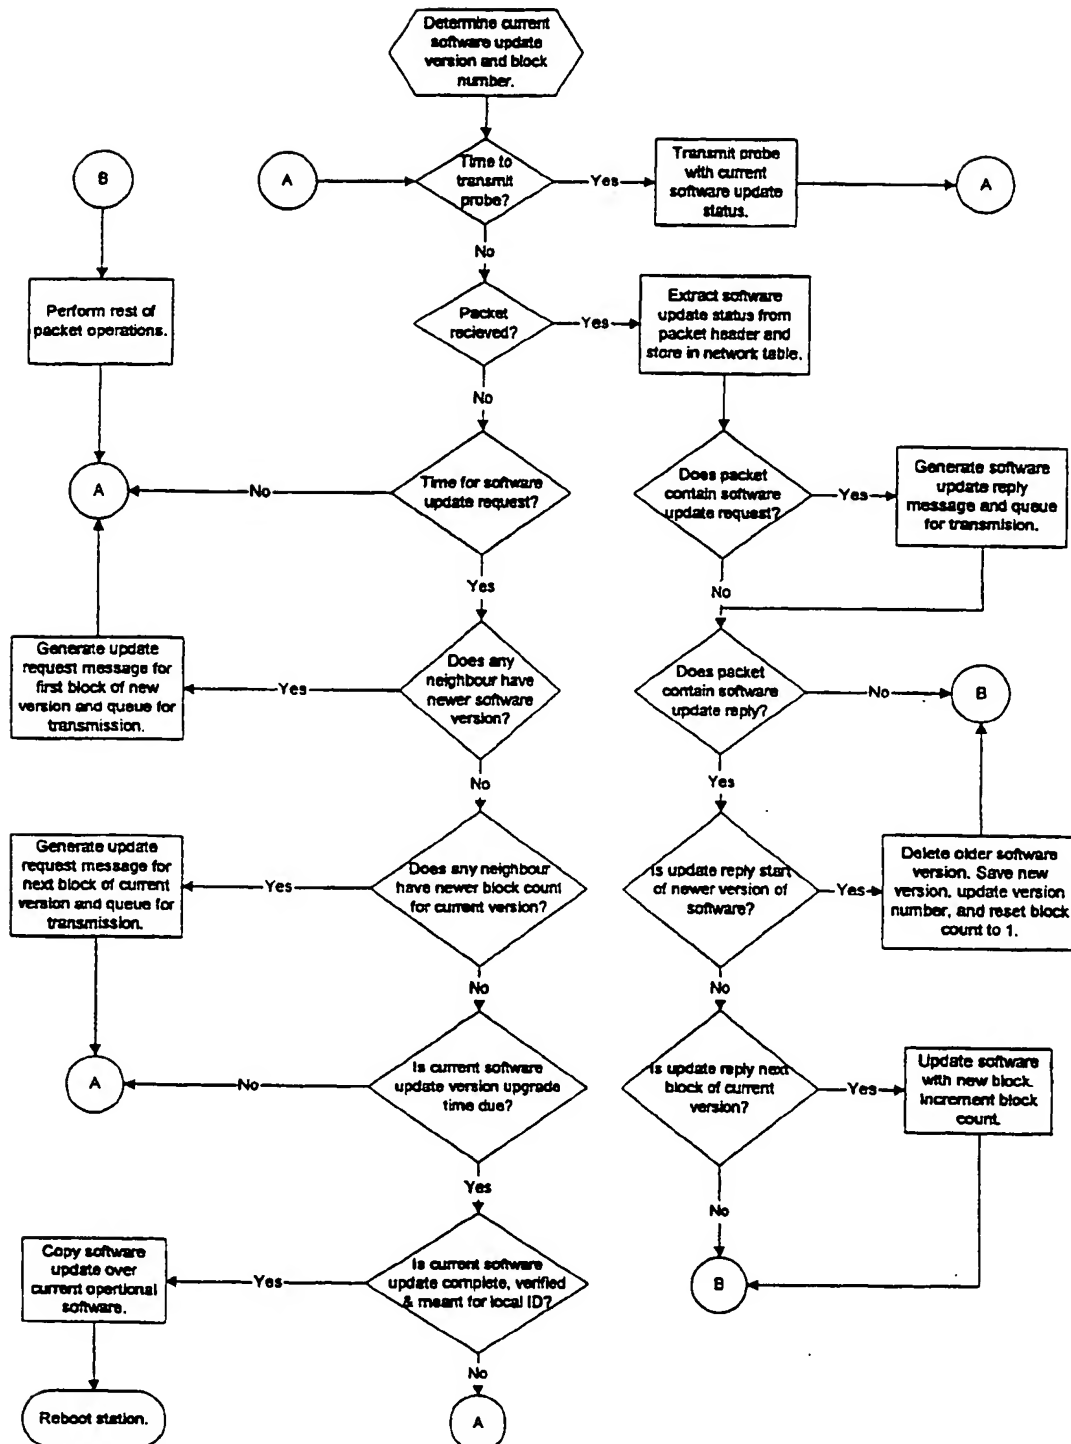 Determine current
software update
version and block
number.
B
A
Time to
transmit
probe?
Yes
Transmit probe
with current
software update
status.
A
No
Perform rest of
packet operations.
Packet
recieved?
Yes
Extract software
update status from
packet header and
store in network table.
No
A
No
Time for software
update request?
Does packet
contain software
update request?
Yes
Generate software
update reply
message and queue
for transmision.
Yes
No
Generate update
request message for
first block of new
version and queue for
transmission.
Yes
Does any
neighbour have
newer software
version?
Does packet
contain software
update reply?
No
B
No
Yes
Generate update
request message for
next block of current
version and queue for
transmission.
Yes
Does any neighbour
have newer block count
for current version?
Is update reply start
of newer version of
software?
Yes
Delete older software
version. Save new
version, update version
number, and reset block
count to 1.
No
No
A
No
Is current software
update version upgrade
time due?
Is update reply next
block of current
version?
Yes
Update software
with new block.
Increment block
count.
Yes
No
Copy software
update over
current opertional
software.
Yes
Is current software
update complete, verified
& meant for local ID?
B
No
Reboot station.
A